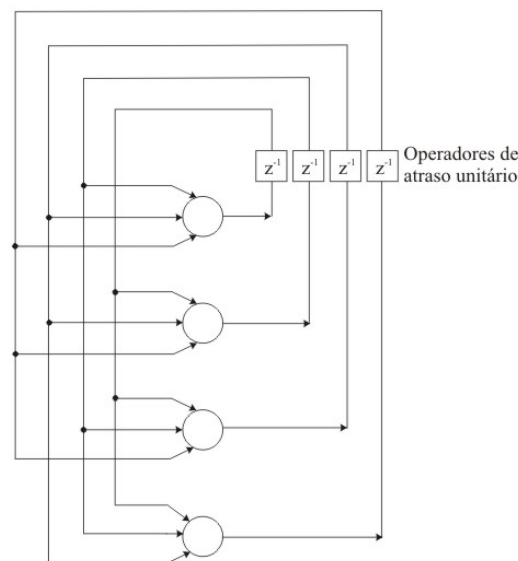 z⁻¹ z⁻¹ z⁻¹ z⁻¹
Operadores de
atraso unitário